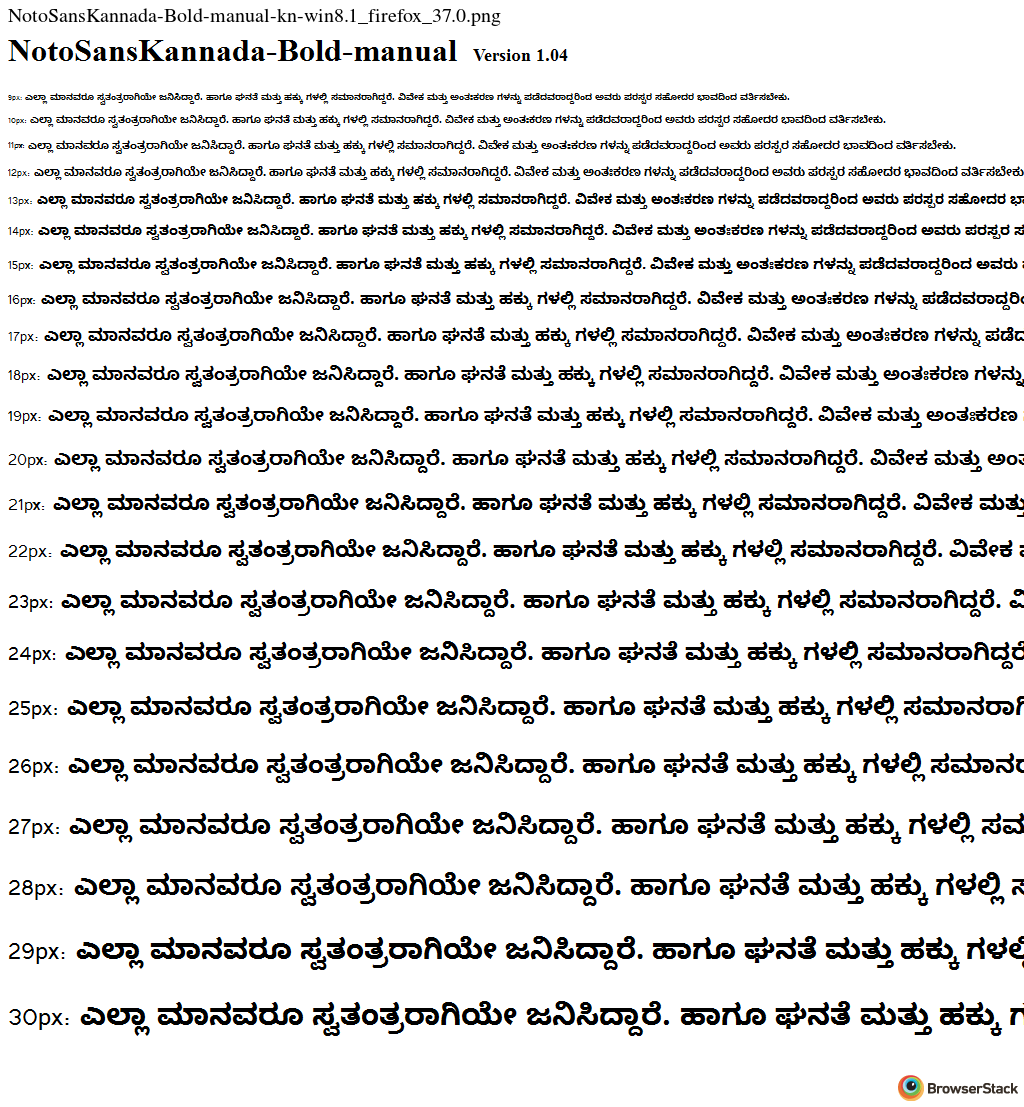 NotoSansKannada-Bold-manual-kn-win8.1_firefox_37.0.png
NotoSansKannada-Bold-manual Version 1.04
9px: ಎಲ್ಲಾ ಮಾನವರೂ ಸ್ವತಂತ್ರರಾಗಿಯೇ ಜನಿಸಿದ್ದಾರೆ. ಹಾಗೂ ಘನತೆ ಮತ್ತು ಹಕ್ಕು ಗಳಲ್ಲಿ ಸಮಾನರಾಗಿದ್ದರೆ. ವಿವೇಕ ಮತ್ತು ಅಂತಃಕರಣ ಗಳನ್ನು ಪಡೆದವರಾದ್ದರಿಂದ ಅವರು ಪರಸ್ಪರ ಸಹೋದರ ಭಾವದಿಂದ ವರ್ತಿಸಬೇಕು.
10px: ಎಲ್ಲಾ ಮಾನವರೂ ಸ್ವತಂತ್ರರಾಗಿಯೇ ಜನಿಸಿದ್ದಾರೆ. ಹಾಗೂ ಘನತೆ ಮತ್ತು ಹಕ್ಕು ಗಳಲ್ಲಿ ಸಮಾನರಾಗಿದ್ದರೆ. ವಿವೇಕ ಮತ್ತು ಅಂತಃಕರಣ ಗಳನ್ನು ಪಡೆದವರಾದ್ದರಿಂದ ಅವರು ಪರಸ್ಪರ ಸಹೋದರ ಭಾವದಿಂದ ವರ್ತಿಸಬೇಕು.
11px: ಎಲ್ಲಾ ಮಾನವರೂ ಸ್ವತಂತ್ರರಾಗಿಯೇ ಜನಿಸಿದ್ದಾರೆ. ಹಾಗೂ ಘನತೆ ಮತ್ತು ಹಕ್ಕು ಗಳಲ್ಲಿ ಸಮಾನರಾಗಿದ್ದರೆ. ವಿವೇಕ ಮತ್ತು ಅಂತಃಕರಣ ಗಳನ್ನು ಪಡೆದವರಾದ್ದರಿಂದ ಅವರು ಪರಸ್ಪರ ಸಹೋದರ ಭಾವದಿಂದ ವರ್ತಿಸಬೇಕು.
12px: ಎಲ್ಲಾ ಮಾನವರೂ ಸ್ವತಂತ್ರರಾಗಿಯೇ ಜನಿಸಿದ್ದಾರೆ. ಹಾಗೂ ಘನತೆ ಮತ್ತು ಹಕ್ಕು ಗಳಲ್ಲಿ ಸಮಾನರಾಗಿದ್ದರೆ. ವಿವೇಕ ಮತ್ತು ಅಂತಃಕರಣ ಗಳನ್ನು ಪಡೆದವರಾದ್ದರಿಂದ ಅವರು ಪರಸ್ಪರ ಸಹೋದರ ಭಾವದಿಂದ ವರ್ತಿಸಬೇಕು
13px: ಎಲ್ಲಾ ಮಾನವರೂ ಸ್ವತಂತ್ರರಾಗಿಯೇ ಜನಿಸಿದ್ದಾರೆ. ಹಾಗೂ ಘನತೆ ಮತ್ತು ಹಕ್ಕು ಗಳಲ್ಲಿ ಸಮಾನರಾಗಿದ್ದರೆ. ವಿವೇಕ ಮತ್ತು ಅಂತಃಕರಣ ಗಳನ್ನು ಪಡೆದವರಾದ್ದರಿಂದ ಅವರು ಪರಸ್ಪರ ಸಹೋದರ
14px: ಎಲ್ಲಾ ಮಾನವರೂ ಸ್ವತಂತ್ರರಾಗಿಯೇ ಜನಿಸಿದ್ದಾರೆ. ಹಾಗೂ ಘನತೆ ಮತ್ತು ಹಕ್ಕು ಗಳಲ್ಲಿ ಸಮಾನರಾಗಿದ್ದರೆ. ವಿವೇಕ ಮತ್ತು ಅಂತಃಕರಣ ಗಳನ್ನು ಪಡೆದವರಾದ್ದರಿಂದ ಅವರು ಪರಸ್ಪರ
15px: ಎಲ್ಲಾ ಮಾನವರೂ ಸ್ವತಂತ್ರರಾಗಿಯೇ ಜನಿಸಿದ್ದಾರೆ. ಹಾಗೂ ಘನತೆ ಮತ್ತು ಹಕ್ಕು ಗಳಲ್ಲಿ ಸಮಾನರಾಗಿದ್ದರೆ. ವಿವೇಕ ಮತ್ತು ಅಂತಃಕರಣ ಗಳನ್ನು ಪಡೆದವರಾದ್ದರಿಂದ ಅವರು
16px: ಎಲ್ಲಾ ಮಾನವರೂ ಸ್ವತಂತ್ರರಾಗಿಯೇ ಜನಿಸಿದ್ದಾರೆ. ಹಾಗೂ ಘನತೆ ಮತ್ತು ಹಕ್ಕು ಗಳಲ್ಲಿ ಸಮಾನರಾಗಿದ್ದರೆ. ವಿವೇಕ ಮತ್ತು ಅಂತಃಕರಣ ಗಳನ್ನು
17px: ಎಲ್ಲಾ ಮಾನವರೂ ಸ್ವತಂತ್ರರಾಗಿಯೇ ಜನಿಸಿದ್ದಾರೆ. ಹಾಗೂ ಘನತೆ ಮತ್ತು ಹಕ್ಕು ಗಳಲ್ಲಿ ಸಮಾನರಾಗಿದ್ದರೆ. ವಿವೇಕ ಮತ್ತು ಅಂತಃಕರಣ ಗಳನ್ನು
18px: ಎಲ್ಲಾ ಮಾನವರೂ ಸ್ವತಂತ್ರರಾಗಿಯೇ ಜನಿಸಿದ್ದಾರೆ. ಹಾಗೂ ಘನತೆ ಮತ್ತು ಹಕ್ಕು ಗಳಲ್ಲಿ ಸಮಾನರಾಗಿದ್ದರೆ. ವಿವೇಕ ಮತ್ತು ಅಂತಃಕರಣ ಗಳನ್ನು
19px: ಎಲ್ಲಾ ಮಾನವರೂ ಸ್ವತಂತ್ರರಾಗಿಯೇ ಜನಿಸಿದ್ದಾರೆ. ಹಾಗೂ ಘನತೆ ಮತ್ತು ಹಕ್ಕು ಗಳಲ್ಲಿ ಸಮಾನರಾಗಿದ್ದರೆ. ವಿವೇಕ ಮತ್ತು ಅಂತಃಕರಣ
20px: ಎಲ್ಲಾ ಮಾನವರೂ ಸ್ವತಂತ್ರರಾಗಿಯೇ ಜನಿಸಿದ್ದಾರೆ. ಹಾಗೂ ಘನತೆ ಮತ್ತು ಹಕ್ಕು ಗಳಲ್ಲಿ ಸಮಾನರಾಗಿದ್ದರೆ. ವಿವೇಕ ಮತ್ತು
21px: ಎಲ್ಲಾ ಮಾನವರೂ ಸ್ವತಂತ್ರರಾಗಿಯೇ ಜನಿಸಿದ್ದಾರೆ. ಹಾಗೂ ಘನತೆ ಮತ್ತು ಹಕ್ಕು ಗಳಲ್ಲಿ ಸಮಾನರಾಗಿದ್ದರೆ. ವಿವೇಕ ಮತ್ತು
22px: ಎಲ್ಲಾ ಮಾನವರೂ ಸ್ವತಂತ್ರರಾಗಿಯೇ ಜನಿಸಿದ್ದಾರೆ. ಹಾಗೂ ಘನತೆ ಮತ್ತು ಹಕ್ಕು ಗಳಲ್ಲಿ ಸಮಾನರಾಗಿದ್ದರೆ. ವಿವೇಕ
23px: ಎಲ್ಲಾ ಮಾನವರೂ ಸ್ವತಂತ್ರರಾಗಿಯೇ ಜನಿಸಿದ್ದಾರೆ. ಹಾಗೂ ಘನತೆ ಮತ್ತು ಹಕ್ಕು ಗಳಲ್ಲಿ ಸಮಾನರಾಗಿದ್ದರೆ.
24px: ಎಲ್ಲಾ ಮಾನವರೂ ಸ್ವತಂತ್ರರಾಗಿಯೇ ಜನಿಸಿದ್ದಾರೆ. ಹಾಗೂ ಘನತೆ ಮತ್ತು ಹಕ್ಕು ಗಳಲ್ಲಿ ಸಮಾನರಾಗಿದ್ದರೆ
25px: ಎಲ್ಲಾ ಮಾನವರೂ ಸ್ವತಂತ್ರರಾಗಿಯೇ ಜನಿಸಿದ್ದಾರೆ. ಹಾಗೂ ಘನತೆ ಮತ್ತು ಹಕ್ಕು ಗಳಲ್ಲಿ
26px: ಎಲ್ಲಾ ಮಾನವರೂ ಸ್ವತಂತ್ರರಾಗಿಯೇ ಜನಿಸಿದ್ದಾರೆ. ಹಾಗೂ ಘನತೆ ಮತ್ತು ಹಕ್ಕು ಗಳಲ್ಲಿ
27px: ಎಲ್ಲಾ ಮಾನವರೂ ಸ್ವತಂತ್ರರಾಗಿಯೇ ಜನಿಸಿದ್ದಾರೆ. ಹಾಗೂ ಘನತೆ ಮತ್ತು ಹಕ್ಕು ಗಳಲ್ಲಿ
28px: ಎಲ್ಲಾ ಮಾನವರೂ ಸ್ವತಂತ್ರರಾಗಿಯೇ ಜನಿಸಿದ್ದಾರೆ. ಹಾಗೂ ಘನತೆ ಮತ್ತು ಹಕ್ಕು ಗಳಲ್ಲಿ
29px: ಎಲ್ಲಾ ಮಾನವರೂ ಸ್ವತಂತ್ರರಾಗಿಯೇ ಜನಿಸಿದ್ದಾರೆ. ಹಾಗೂ ಘನತೆ ಮತ್ತು ಹಕ್ಕು ಗಳಲ್ಲಿ
30px: ಎಲ್ಲಾ ಮಾನವರೂ ಸ್ವತಂತ್ರರಾಗಿಯೇ ಜನಿಸಿದ್ದಾರೆ. ಹಾಗೂ ಘನತೆ ಮತ್ತು ಹಕ್ಕು
BrowserStack